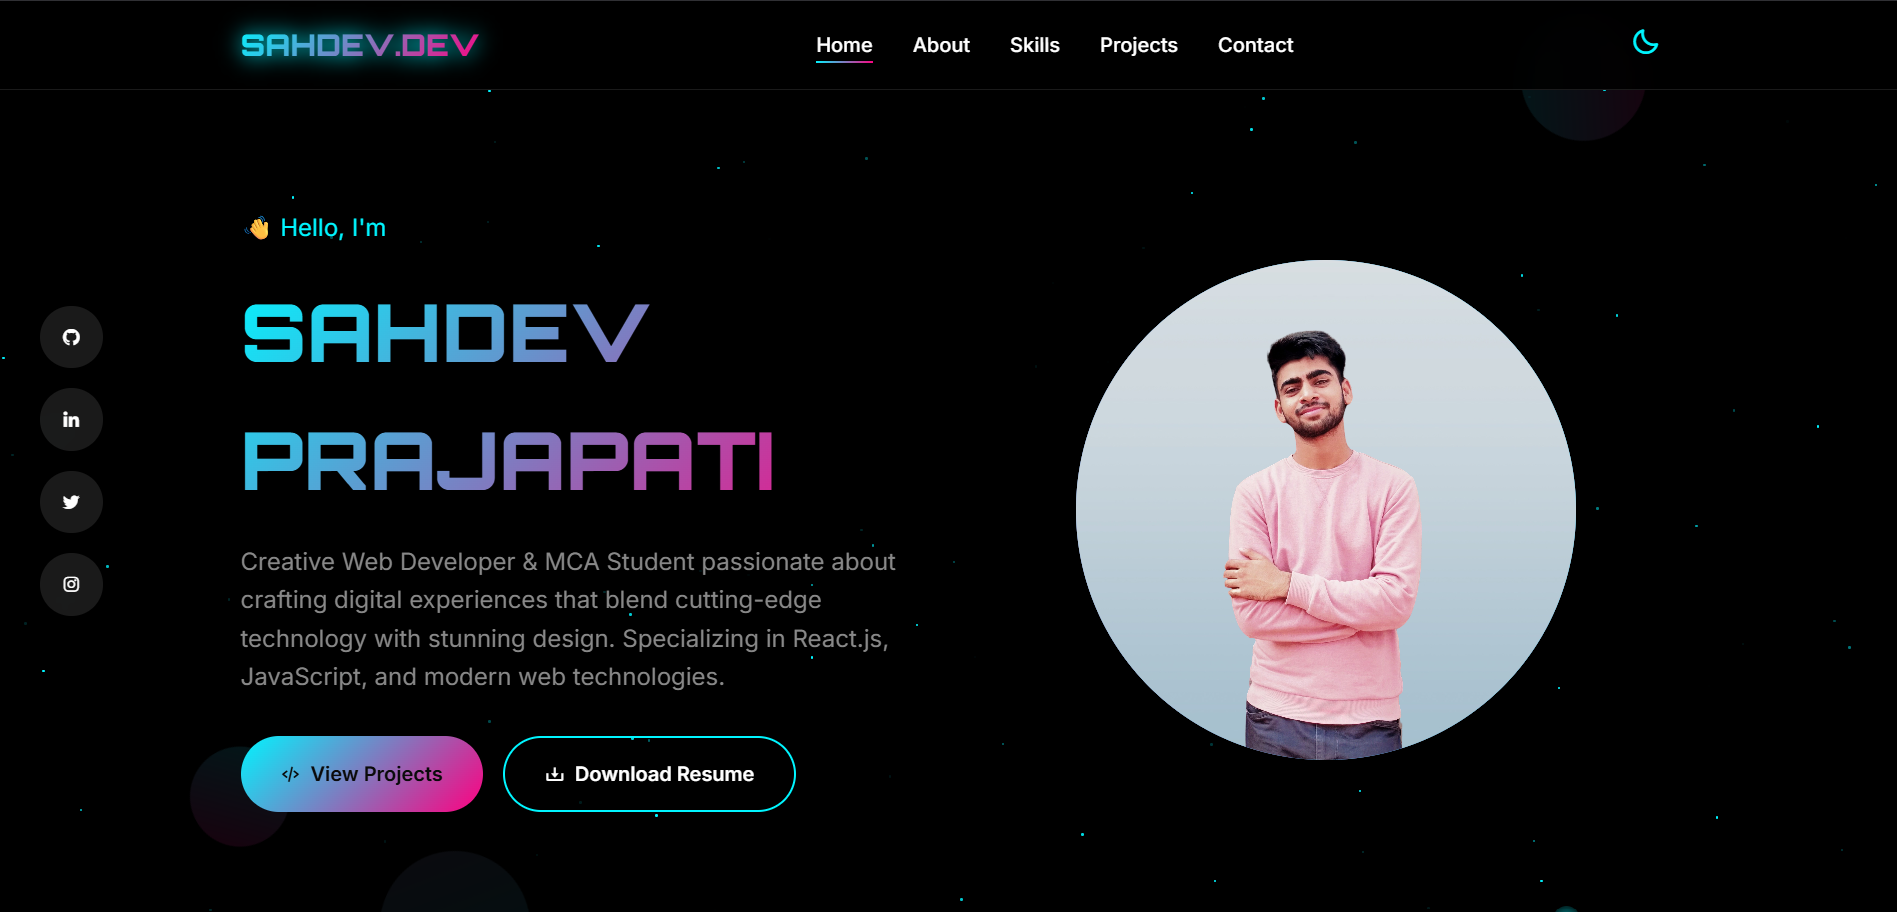 SAHDEV.DEV
Home
About
Skills
Projects
Contact
👋 Hello, I'm
SAHDEV
PRAJAPATI
Creative Web Developer & MCA Student passionate about
crafting digital experiences that blend cutting-edge
technology with stunning design. Specializing in React.js,
JavaScript, and modern web technologies.
View Projects
Download Resume